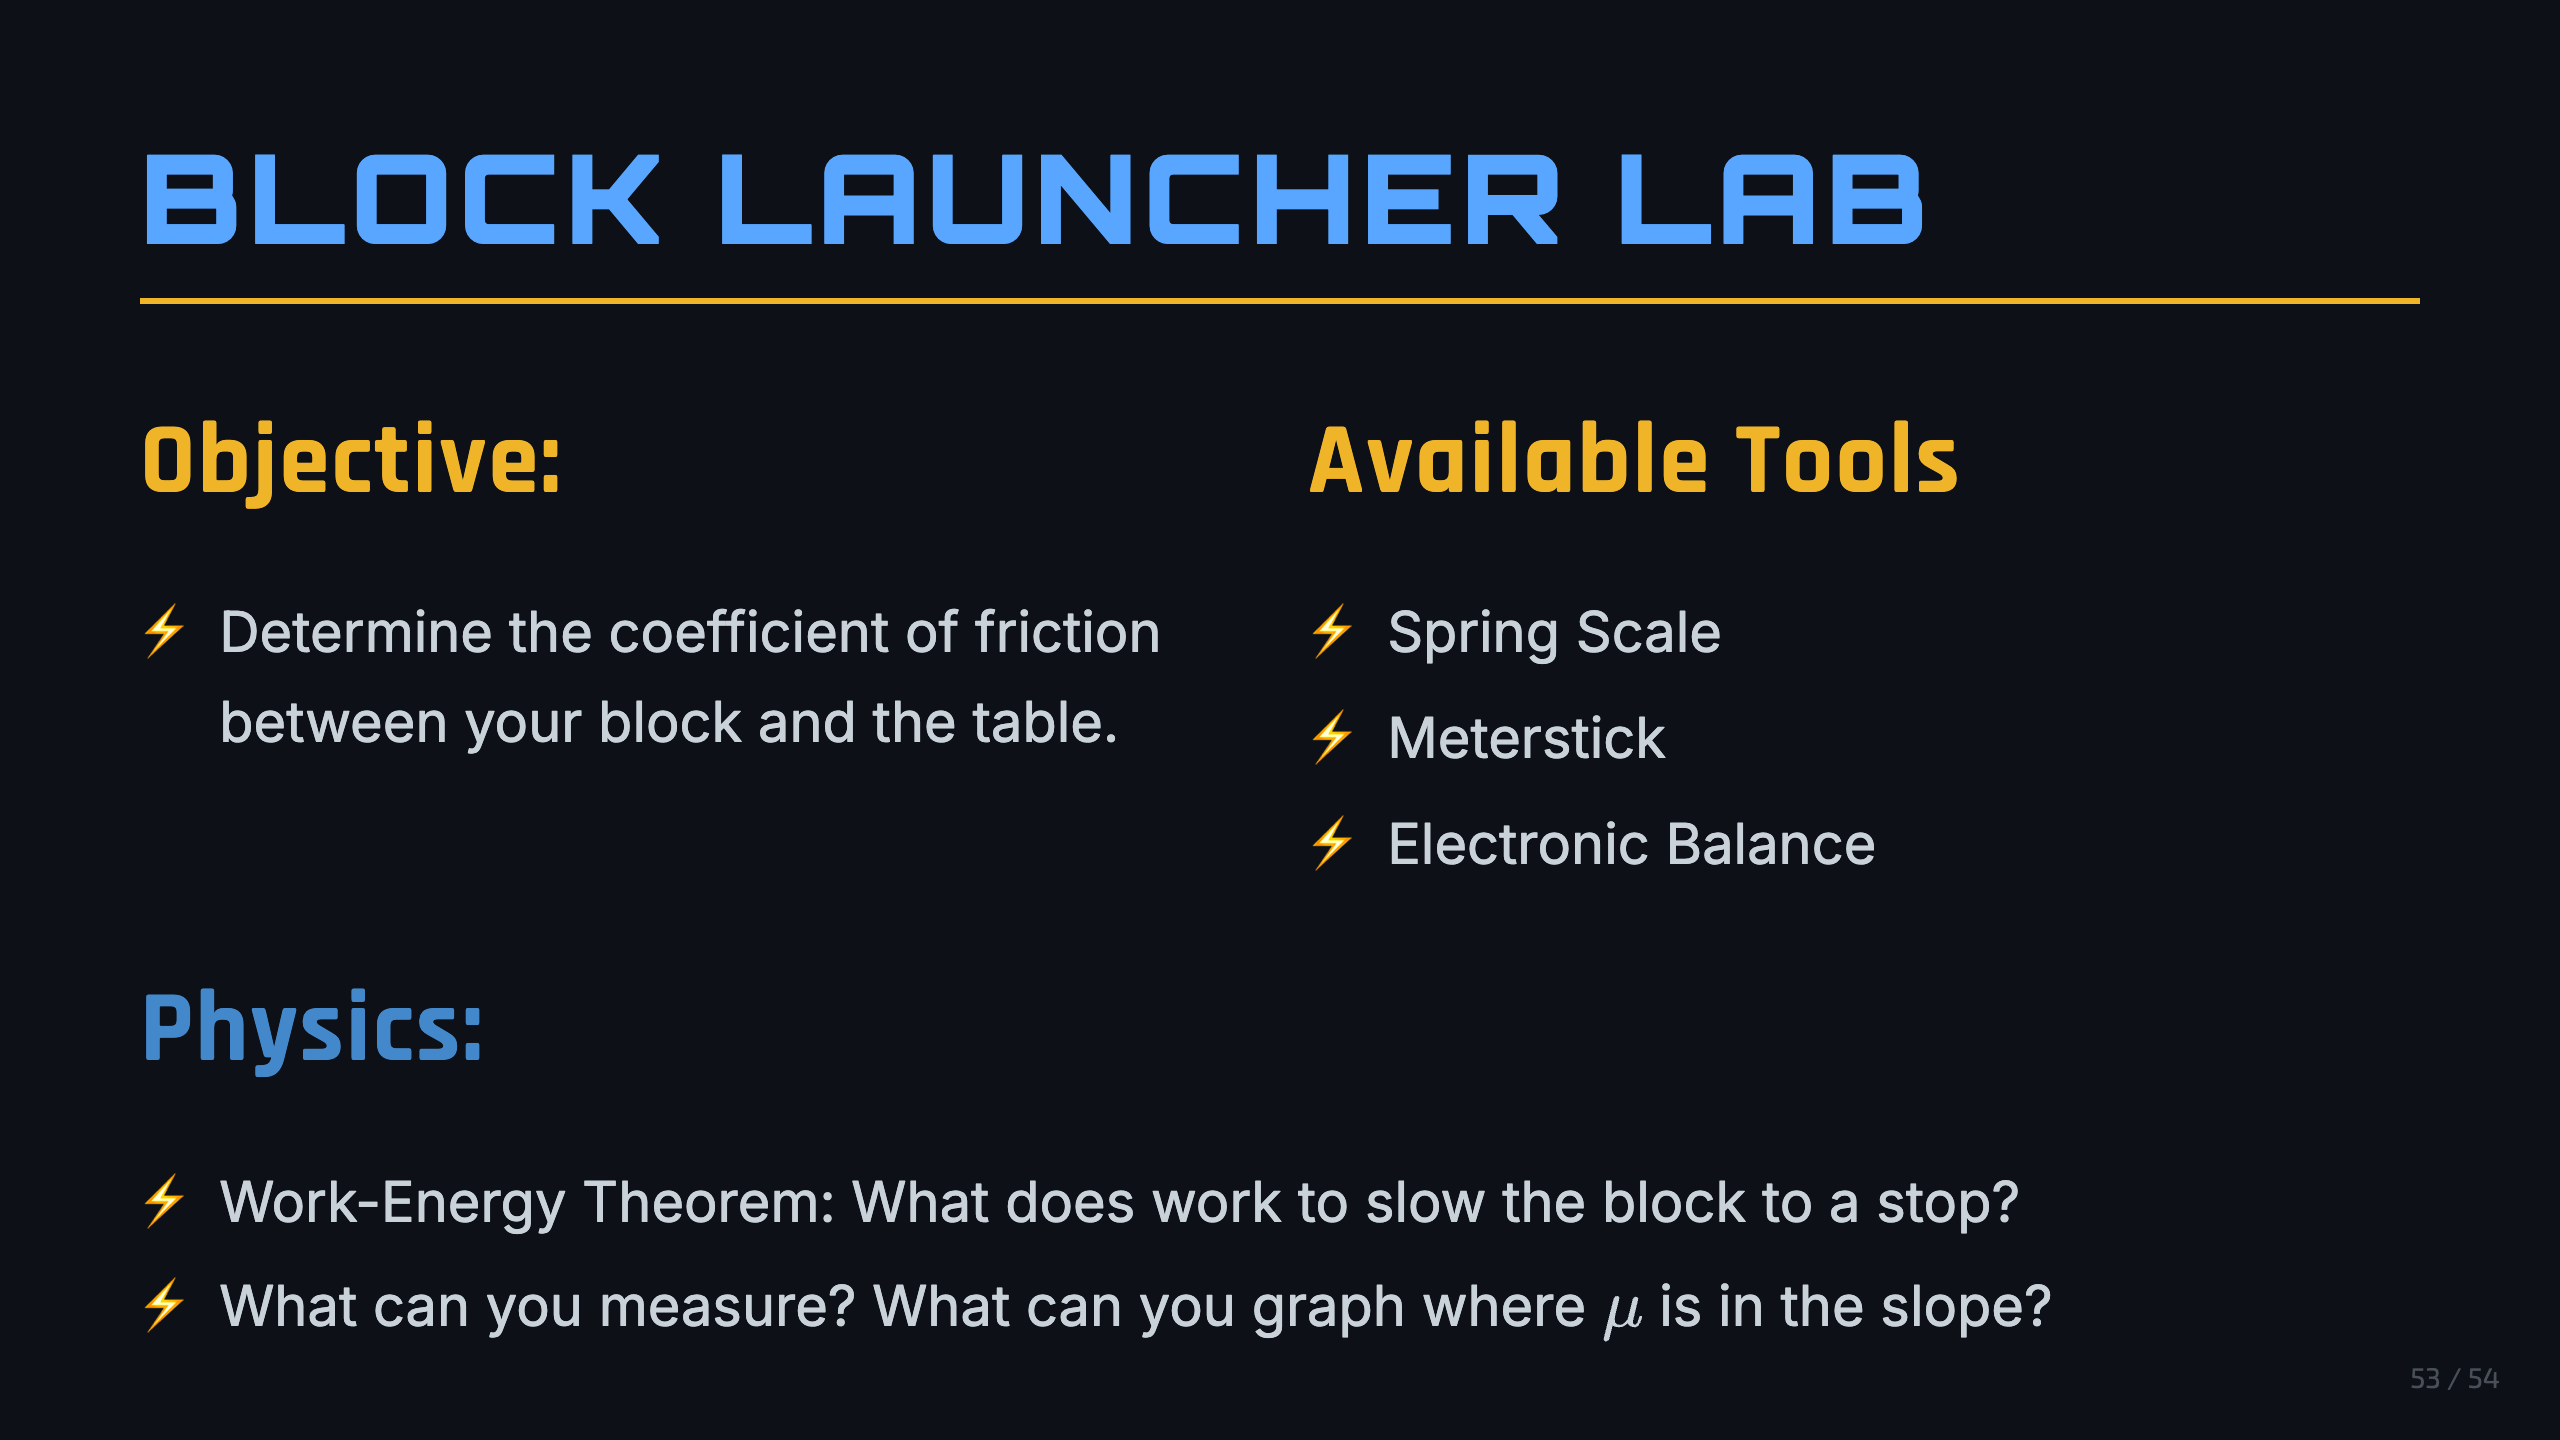 BLOCK LAUNCHER LAB
Objective:
⚡ Determine the coefficient of friction
between your block and the table.
Available Tools
⚡ Spring Scale
⚡ Meterstick
⚡ Electronic Balance
Physics:
⚡ Work-Energy Theorem: What does work to slow the block to a stop?
⚡ What can you measure? What can you graph where μ is in the slope?
53 / 54